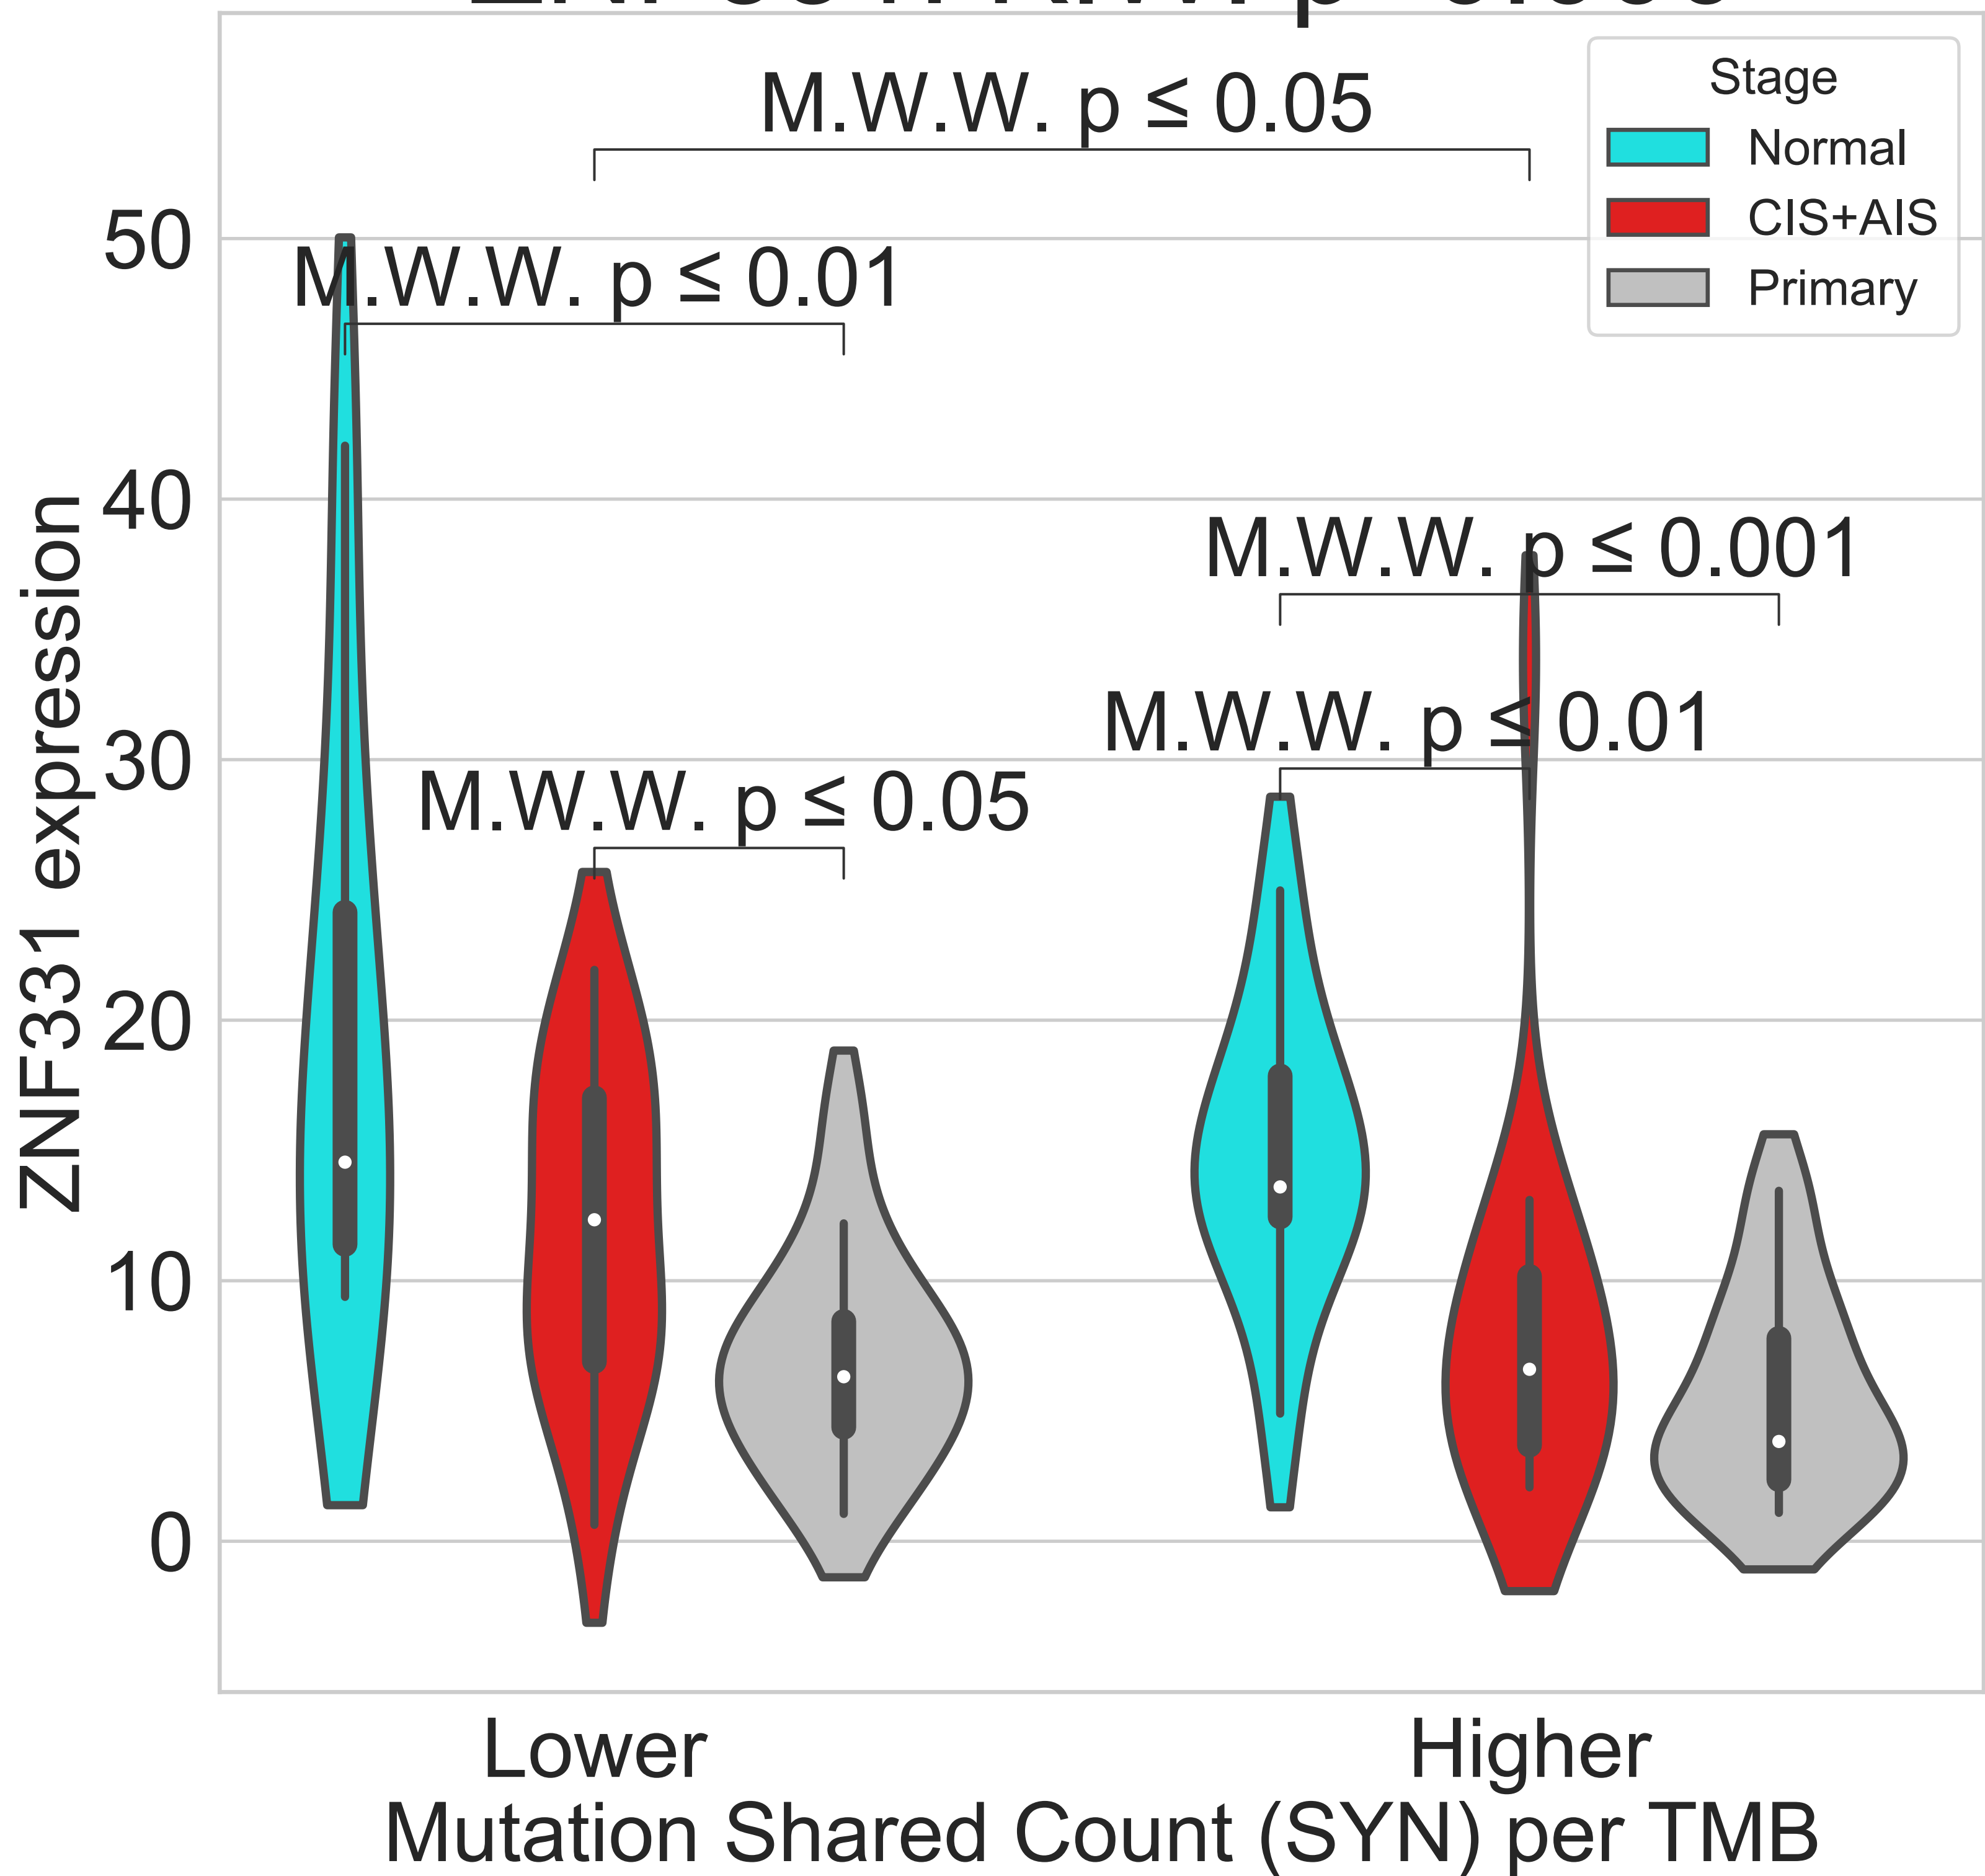 M.W.W. p ≤ 0.05
Stage
Normal
CIS+AIS
Primary
50
M.W.W. p ≤ 0.01
40
M.W.W. p ≤ 0.001
30
M.W.W. p ≤ 0.01
M.W.W. p ≤ 0.05
20
10
0
ZNF331 expression
Lower
Higher
Mutation Shared Count (SYN) per TMB